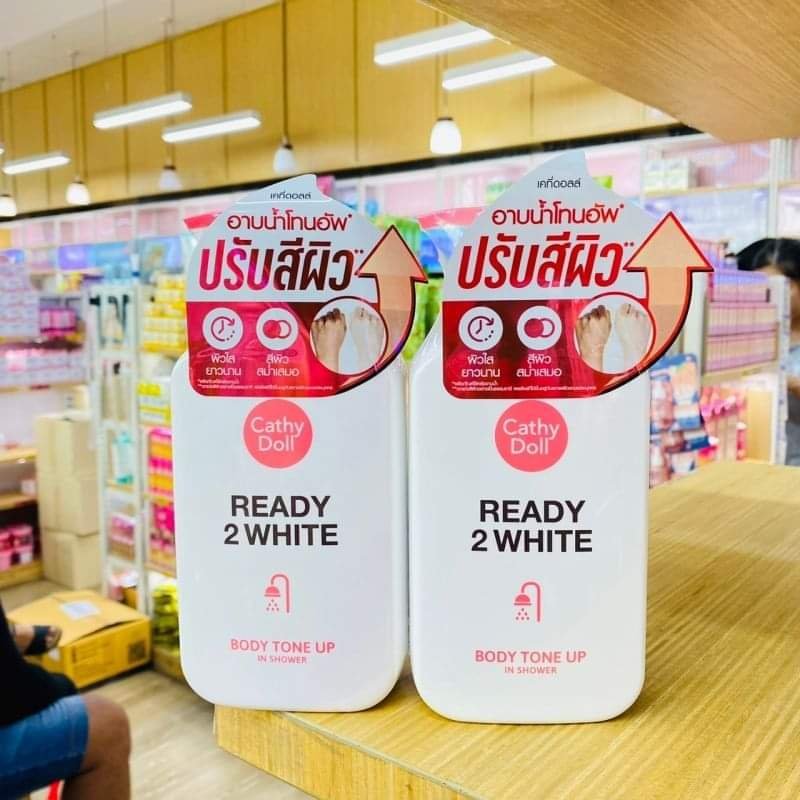 เคที่ดอลล์
อาบน้ำโทนอัพ*
ปรับสีผิว**
ผิวใส
ยาวนาน
สีผิว
สม่ำเสมอ
Cathy
Doll
READY
2 WHITE
BODY TONE UP
IN SHOWER
เคที่ดอลล์
อาบน้ำโทนอัพ*
ปรับสีผิว**
ผิวใส
ยาวนาน
สีผิว
สม่ำเสมอ
Cathy
Doll
READY
2 WHITE
BODY TONE UP
IN SHOWER